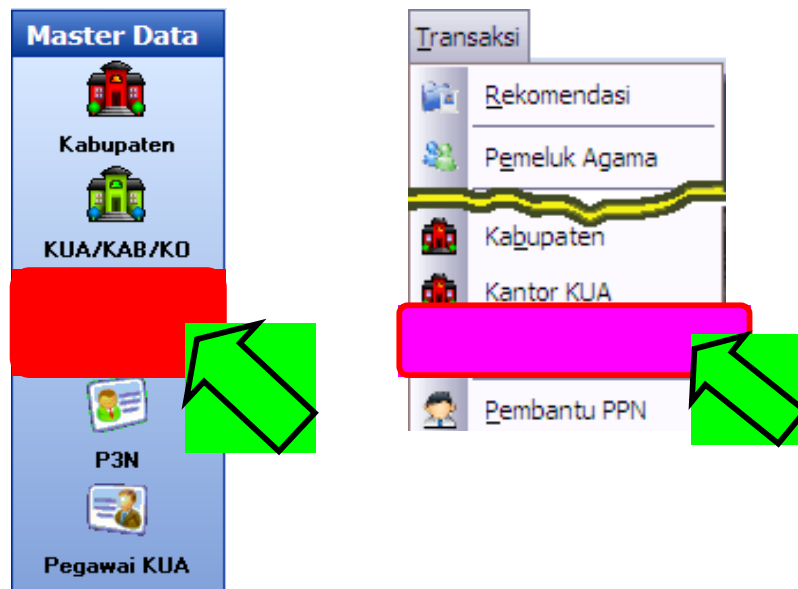 Master Data
Kabupaten
KUA/KAB/KO
P3N
Pegawai KUA
Transaksi
Rekomendasi
Pemeluk Agama
Kabupaten
Kantor KUA
Pembantu PPN